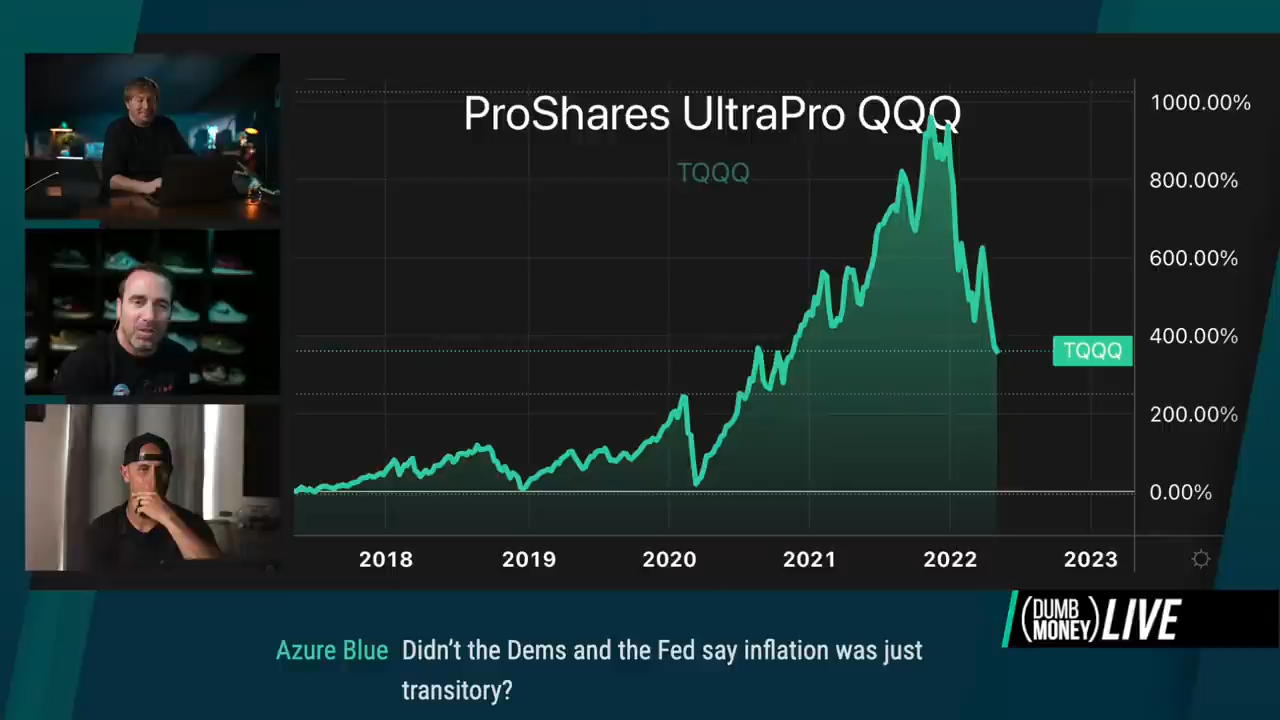 ProShares UltraPro QQQ
TQQQ
1000.00%
800.00%
600.00%
400.00%
TQQQ
200.00%
0.00%
2018 2019 2020 2021 2022 2023
(DUMB MONEY) LIVE
Azure Blue Didn't the Dems and the Fed say inflation was just
transitory?